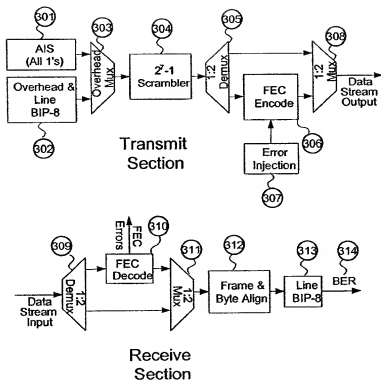 301
AIS
(All 1's)
303
Overhead
Mux
304
2⁷-1
Scrambler
305
1:2
Demux
308
1:2
Mux
Overhead &
Line
BIP-8
302
FEC
Encode
306
Data
Stream
Output
Transmit
Section
Error
Injection
307
FEC
Errors
310
309
1:2
Demux
FEC
Decode
311
1:2
Mux
312
Frame &
Byte Align
313
Line
BIP-8
314
BER
Data
Stream
Input
Receive
Section